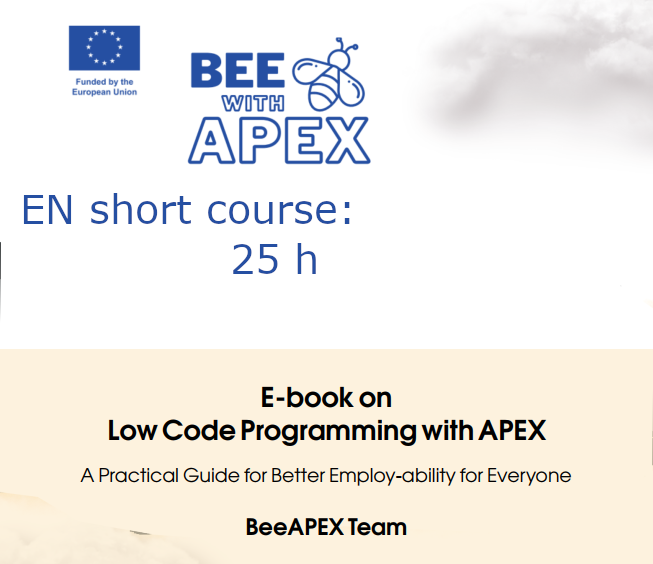 Funded by the
European Union
BEE
WITH
APEX
EN short course:
25 h
E-book on
Low Code Programming with APEX
A Practical Guide for Better Employ-ability for Everyone
BeeAPEX Team